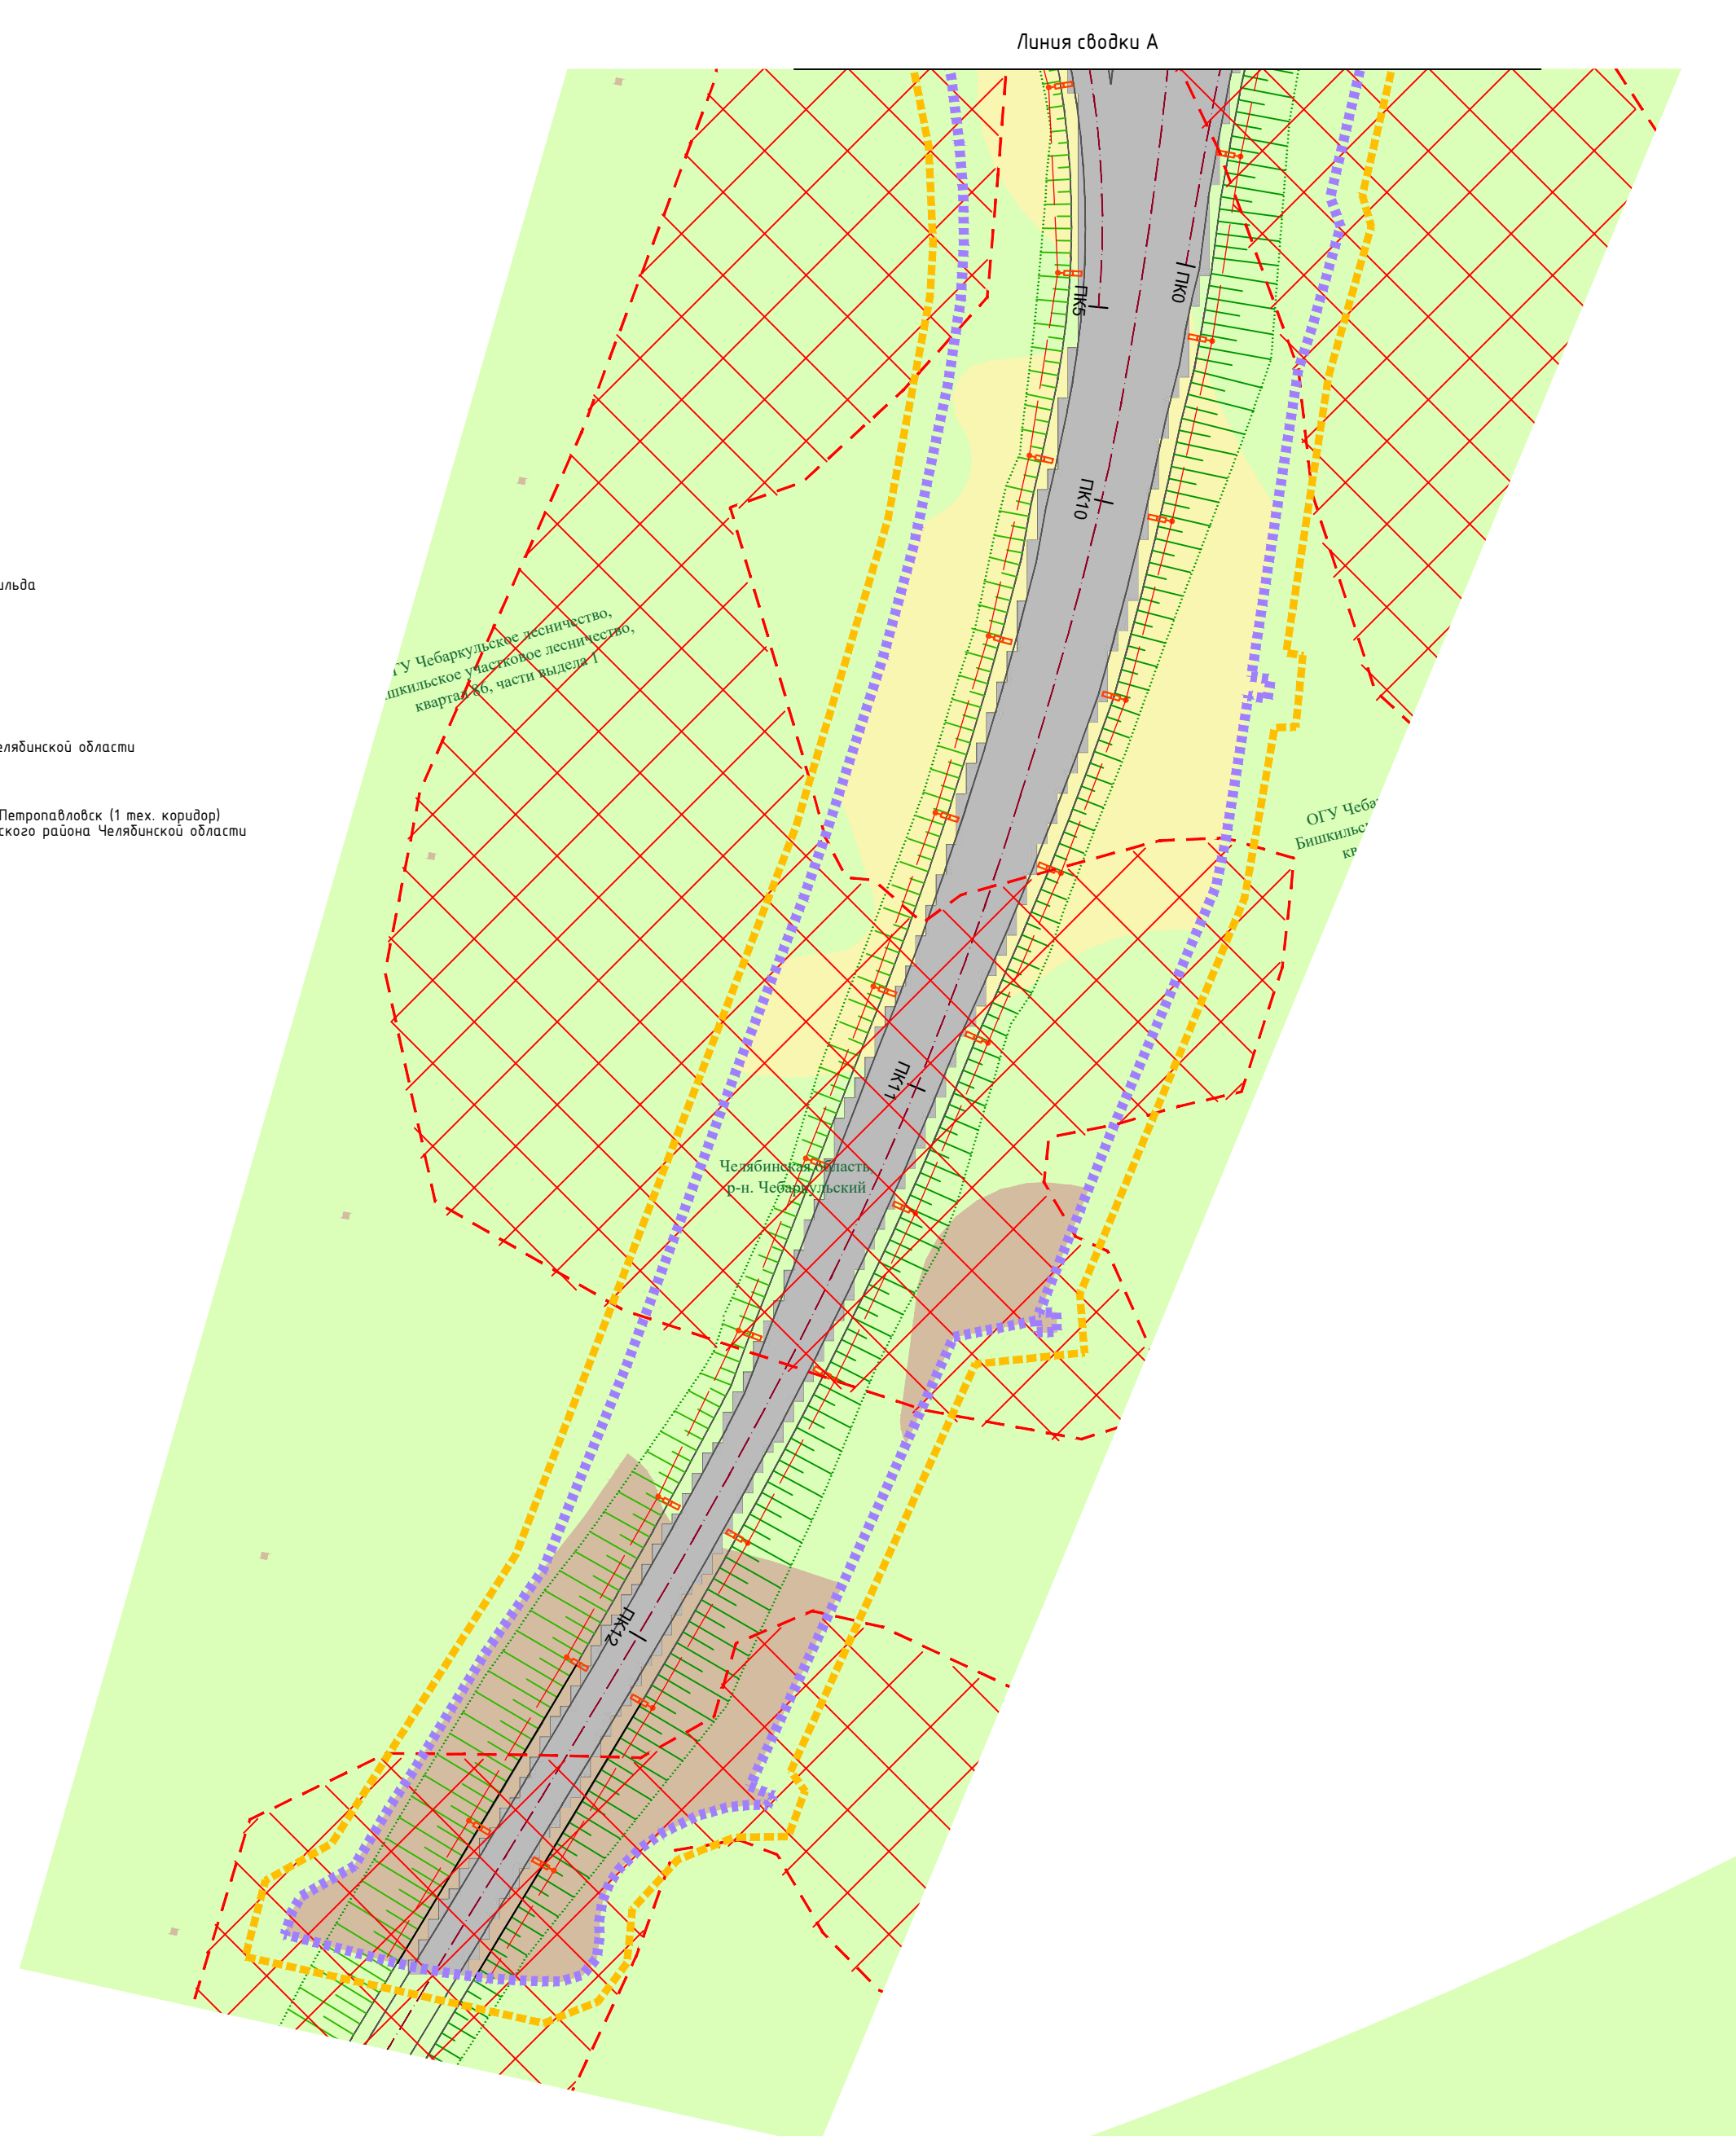 Линия сводки А
ПК0
ПК5
ПК10
ильда
ГУ Чебаркульское лесничество,
шкильское участковое лесничество,
квартал 86, части выдела 1
елябинской области
Петропавловск (1 тех. коридор)
ского района Челябинской области
ОГУ Чеба
Бишкильс
кв
ПК11
Челябинская область,
р-н. Чебаркульский
ПК12